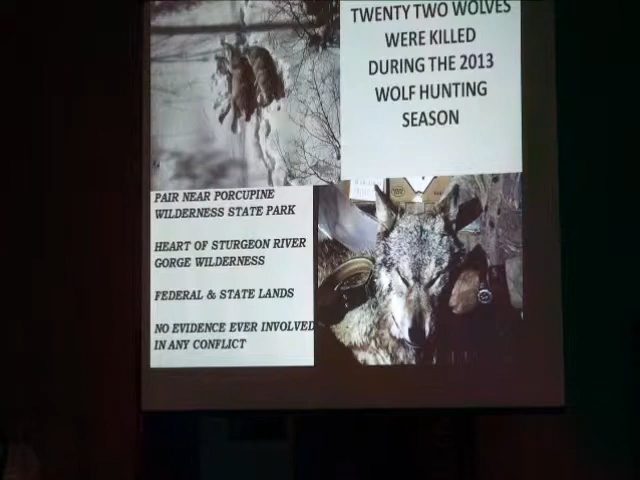 TWENTY TWO WOLVES
WERE KILLED
DURING THE 2013
WOLF HUNTING
SEASON
PAIR NEAR PORCUPINE
WILDERNESS STATE PARK
HEART OF STURGEON RIVER
GORGE WILDERNESS
FEDERAL & STATE LANDS
NO EVIDENCE EVER INVOLVED
IN ANY CONFLICT